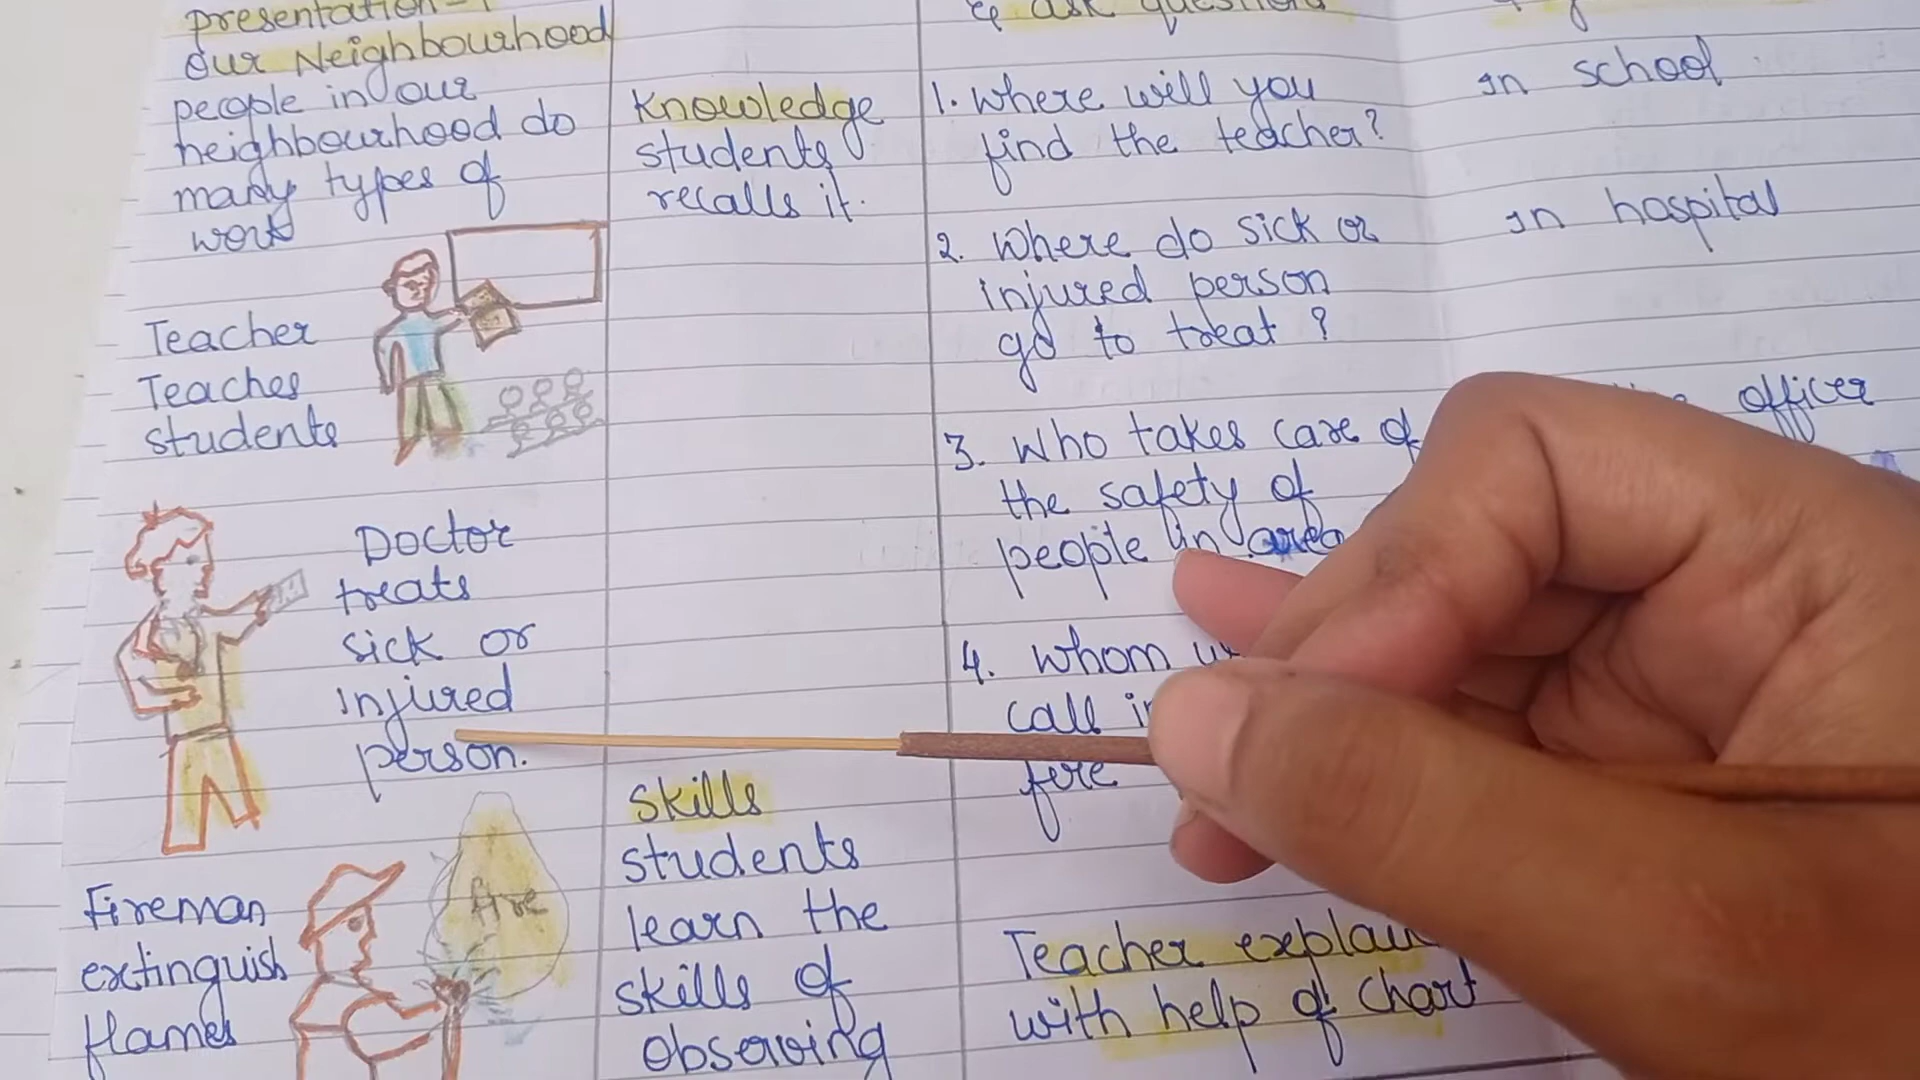 presentation-1
Our Neighbourhood
people in our
neighbourhood do
many types of
work
Teacher
Teaches
students
Doctor
treats
sick or
injured
person.
fire
Fireman
extinguish
flames
Knowledge
students
recalls it.
Skills
students
learn the
skills of
observing
& ask questions
1. Where will you
find the teacher?
2. Where do sick or
injured person
go to treat ?
3. Who takes care of
the safety of
people in area
4. whom
call
fire
Teacher
with help of chart
In school
In hospital
officer